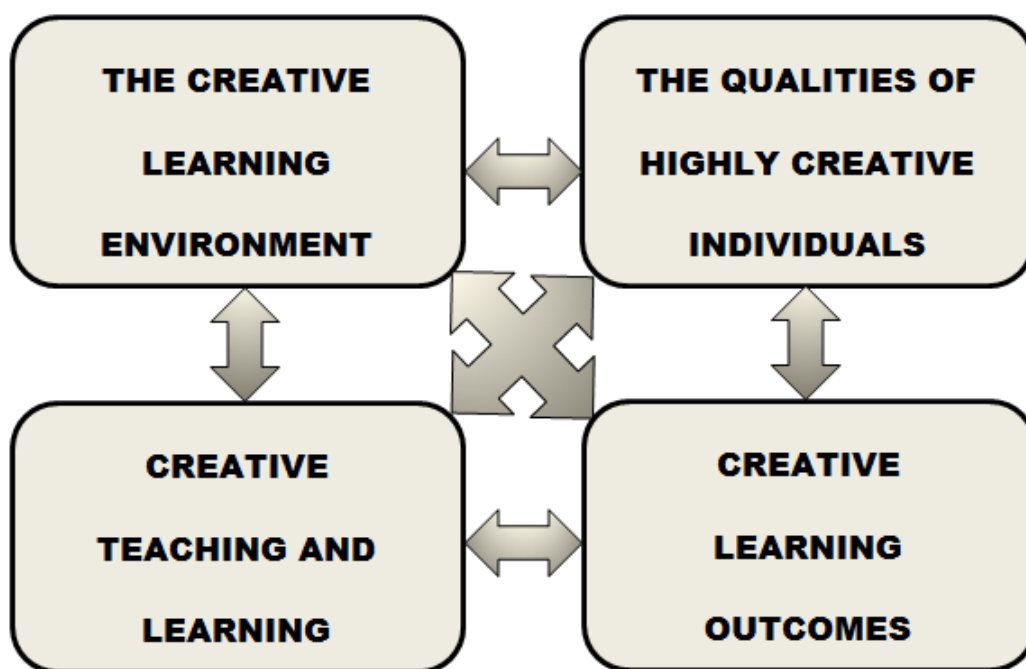 THE CREATIVE
LEARNING
ENVIRONMENT
THE QUALITIES OF
HIGHLY CREATIVE
INDIVIDUALS
CREATIVE
TEACHING AND
LEARNING
CREATIVE
LEARNING
OUTCOMES